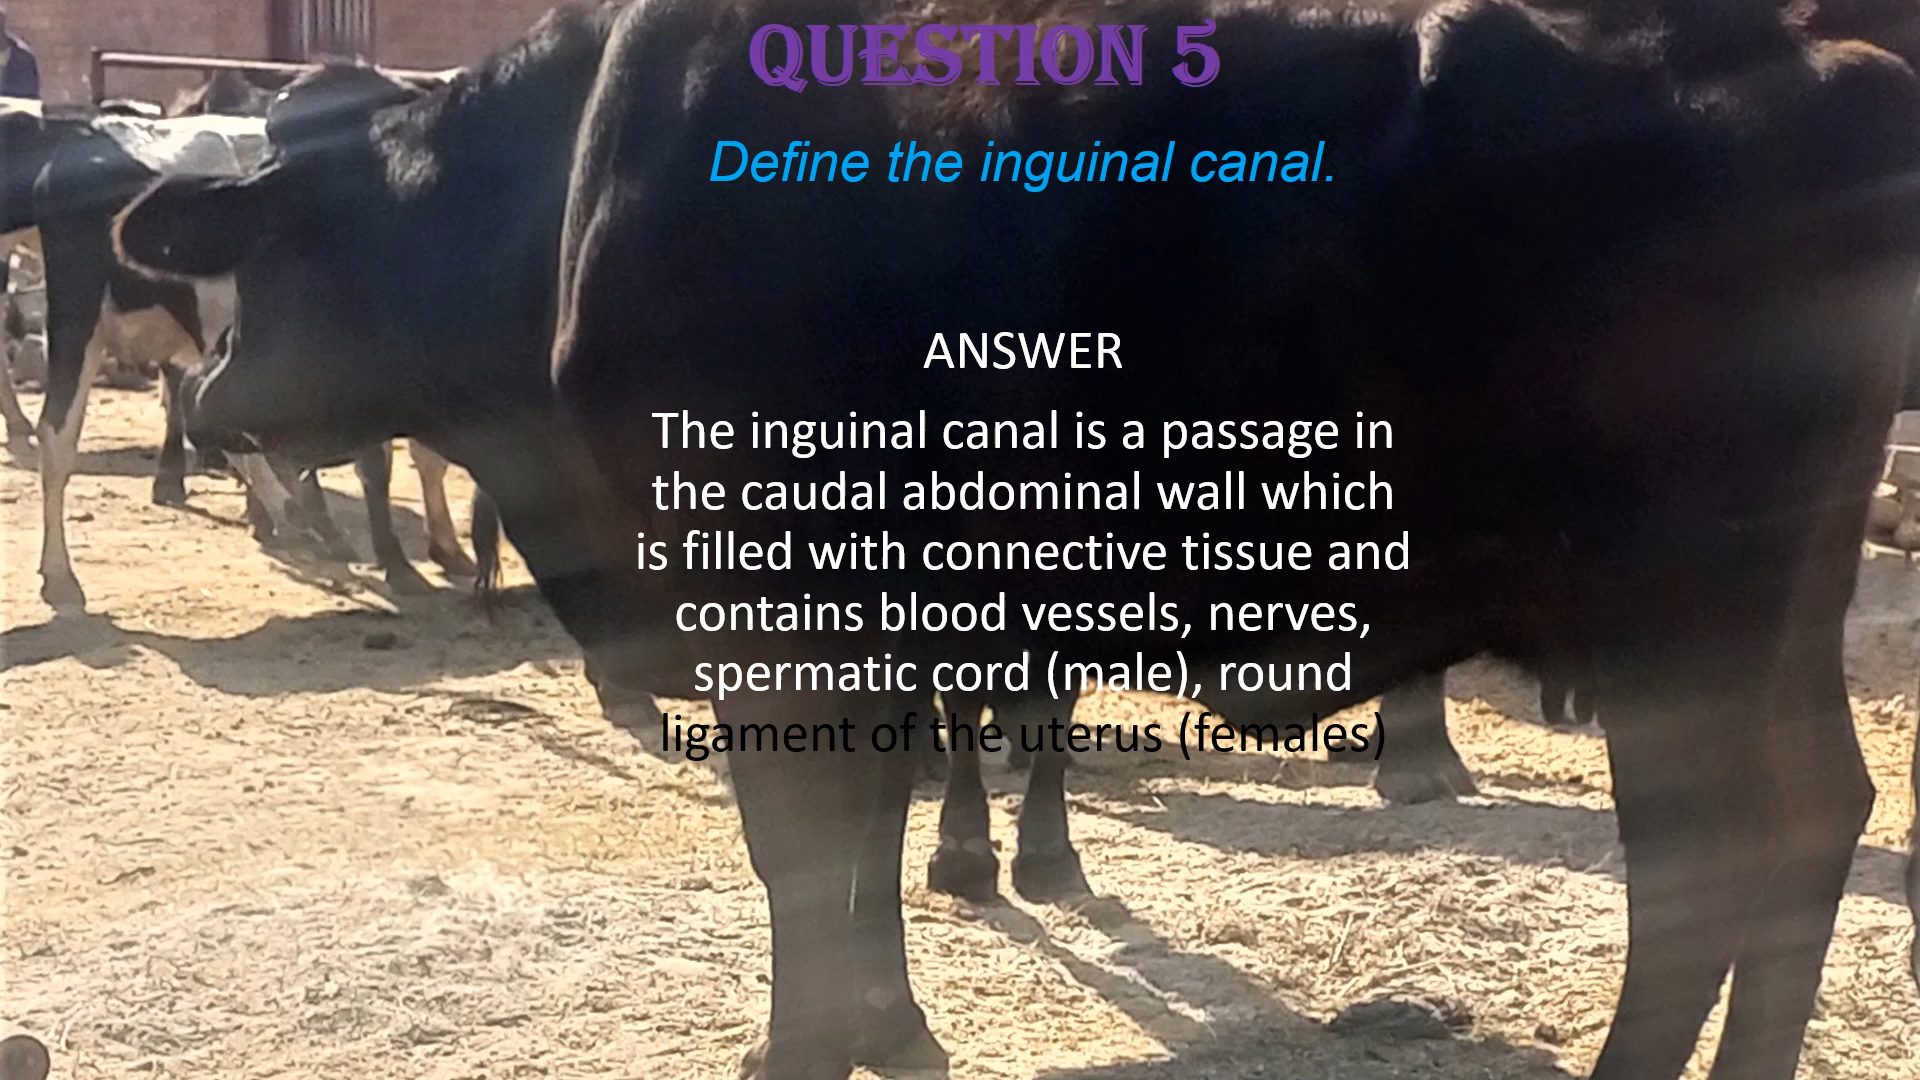 QUESTION 5
Define the inguinal canal.
ANSWER
The inguinal canal is a passage in
the caudal abdominal wall which
is filled with connective tissue and
contains blood vessels, nerves,
spermatic cord (male), round
ligament of the uterus (females)